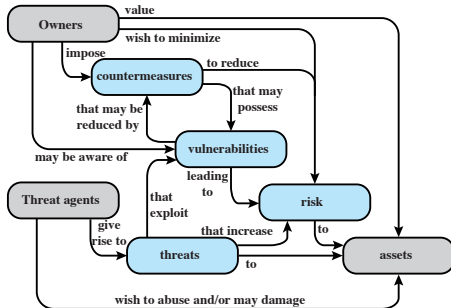 value
Owners
wish to minimize
impose
to reduce
countermeasures
that may
possess
that may be
reduced by
vulnerabilities
may be aware of
leading
to
Threat agents
that
exploit
risk
give
rise to
that increase
to
threats
to
assets
wish to abuse and/or may damage